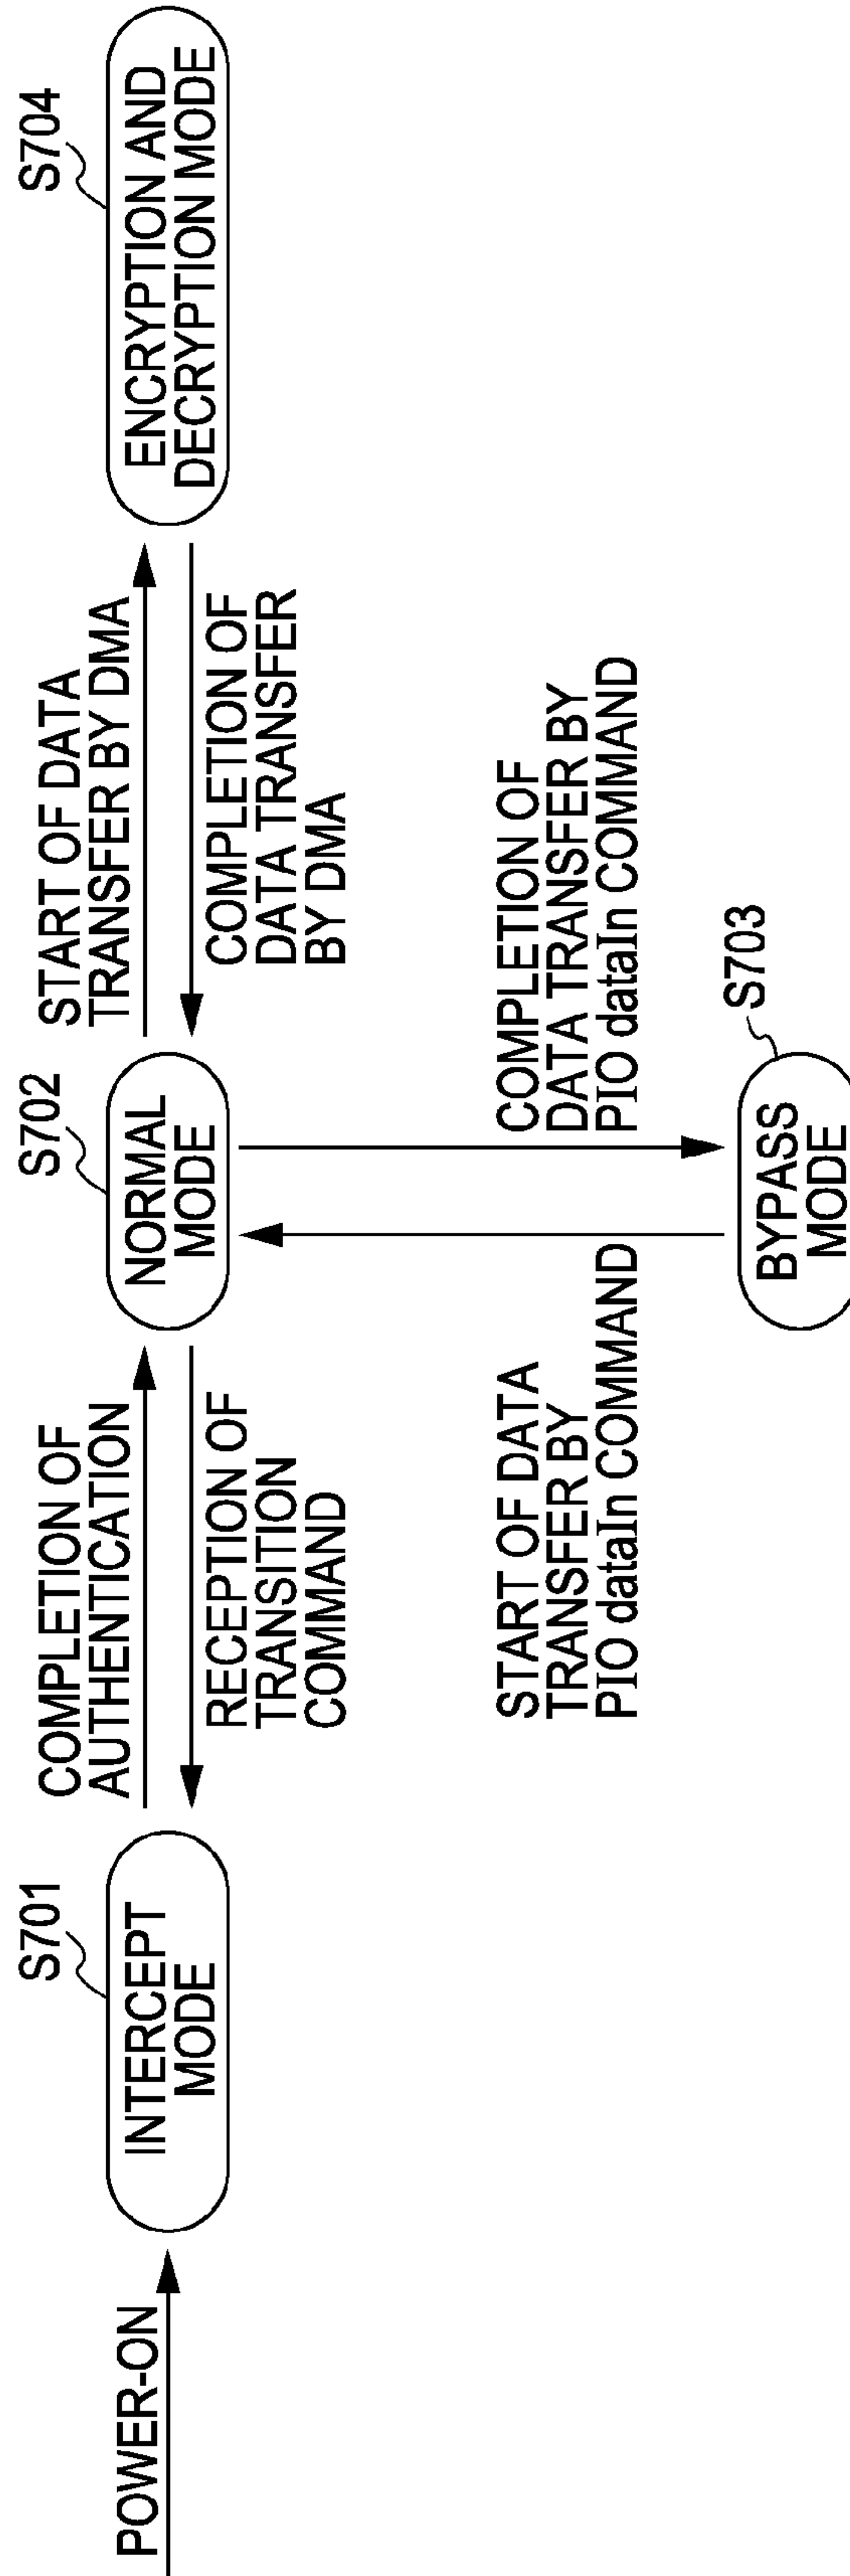 POWER-ON
S701
INTERCEPT
MODE
COMPLETION OF
AUTHENTICATION
RECEPTION OF
TRANSITION
COMMAND
S702
NORMAL
MODE
START OF DATA
TRANSFER BY DMA
COMPLETION OF
DATA TRANSFER
BY DMA
S704
ENCRYPTION AND
DECRYPTION MODE
START OF DATA
TRANSFER BY
PIO dataIn COMMAND
COMPLETION OF
DATA TRANSFER BY
PIO dataIn COMMAND
S703
BYPASS
MODE